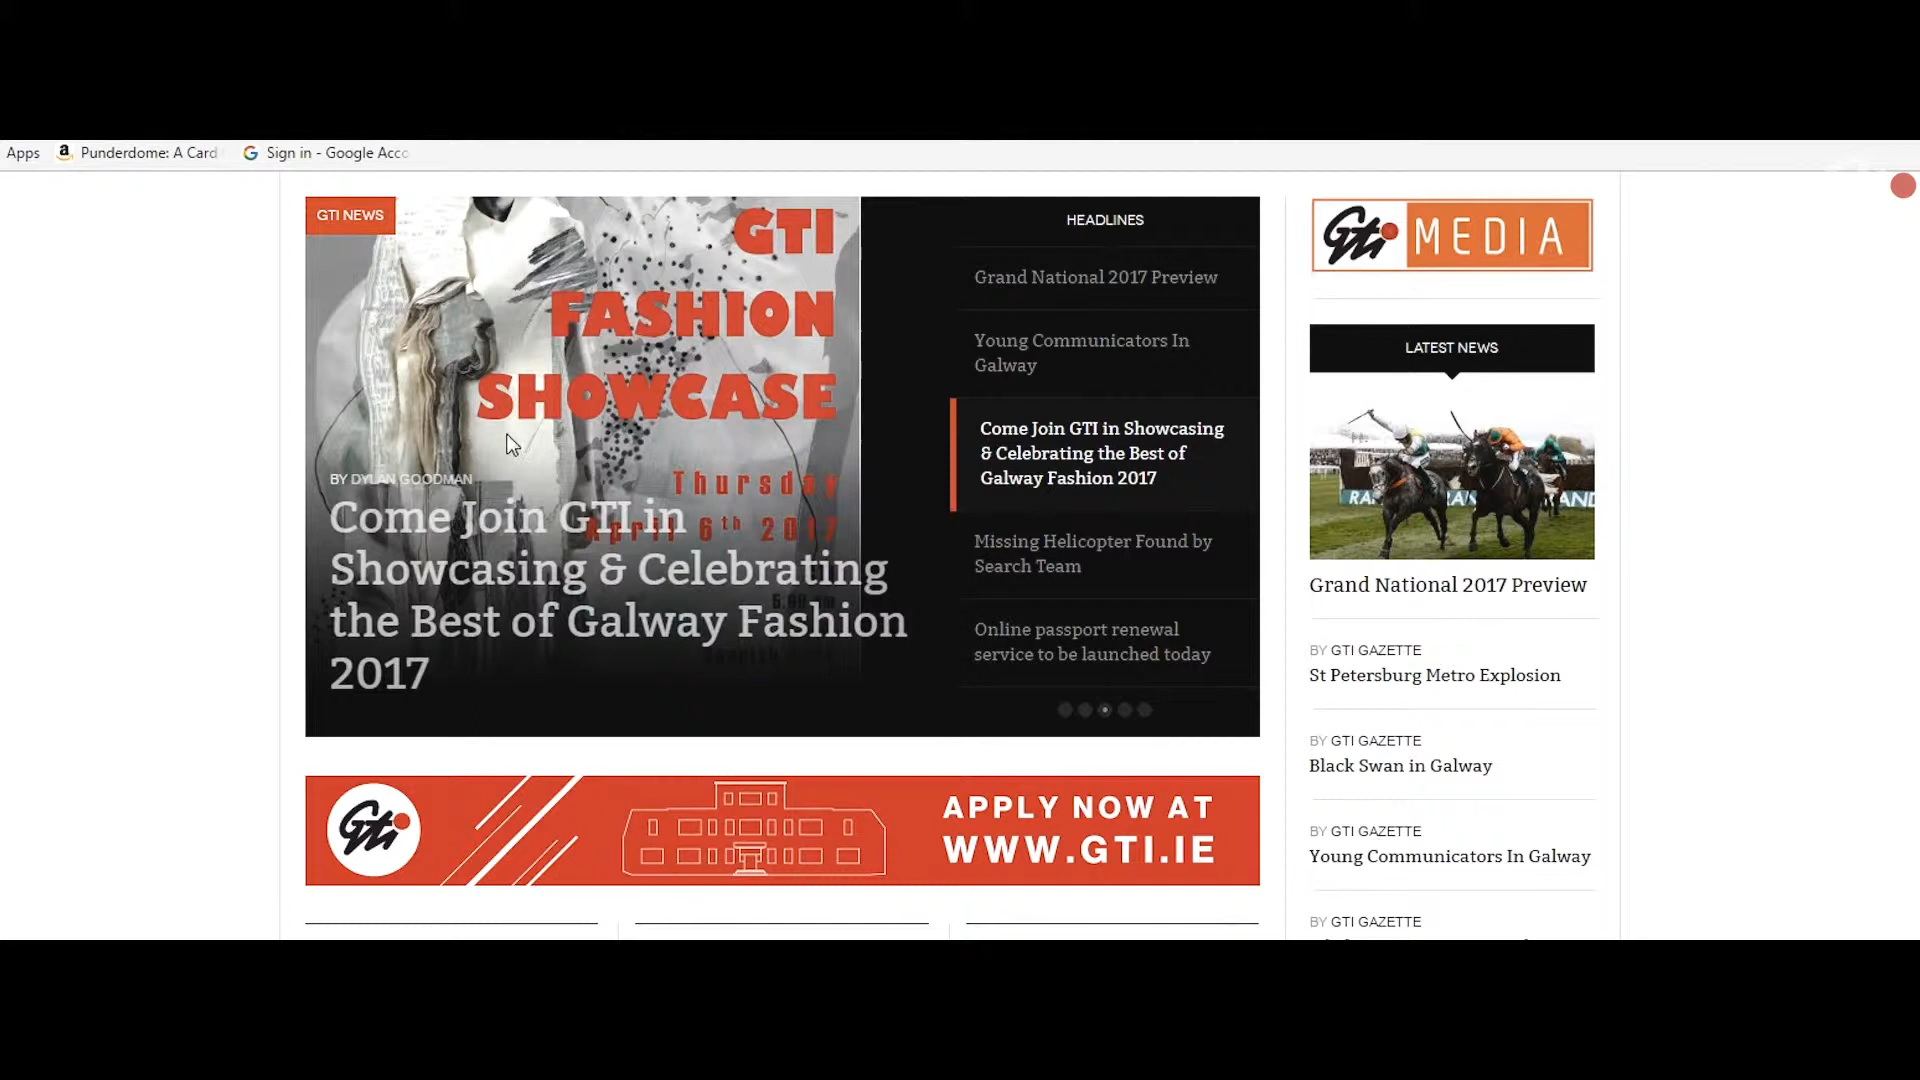 Apps
Punderdome: A Card
Sign in - Google Acco
GTI NEWS
GTI
FASHION
SHOWCASE
Thursday
April 6th 2017
BY DYLAN GOODMAN
Come Join GTI in
Showcasing & Celebrating
the Best of Galway Fashion
2017
HEADLINES
Grand National 2017 Preview
Young Communicators In
Galway
Come Join GTI in Showcasing
& Celebrating the Best of
Galway Fashion 2017
Missing Helicopter Found by
Search Team
Online passport renewal
service to be launched today
Gti
APPLY NOW AT
WWW.GTI.IE
Gti MEDIA
LATEST NEWS
Grand National 2017 Preview
BY GTI GAZETTE
St Petersburg Metro Explosion
BY GTI GAZETTE
Black Swan in Galway
BY GTI GAZETTE
Young Communicators In Galway
BY GTI GAZETTE